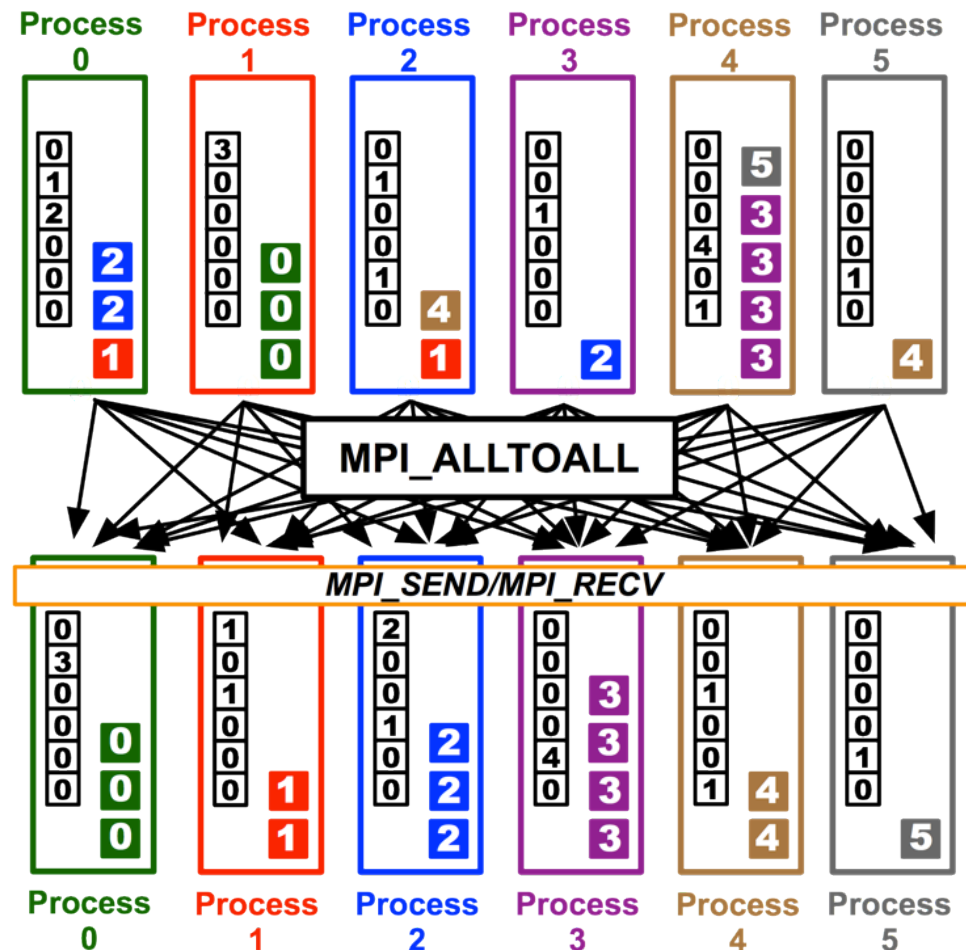 Process Process Process Process Process Process
0 1 2 3 4 5
0 3 0 0 0 0
1 0 1 0 0 0
2 0 0 1 0 0
0 0 0 0 4 0
0 0 1 0 0 1
0 0 0 0 1 0
5
3
2 0 3
2 0 4 3
1 0 1 2 3 4
MPI_ALLTOALL
MPI_SEND/MPI_RECV
0 1 2 0 0 0
3 0 0 0 0 0
0 1 0 0 1 0
0 0 1 0 0 0
0 0 0 4 0 1
0 0 0 0 1 0
3
0 2 3
0 1 2 3 4
0 1 2 3 4 5
Process Process Process Process Process Process
0 1 2 3 4 5